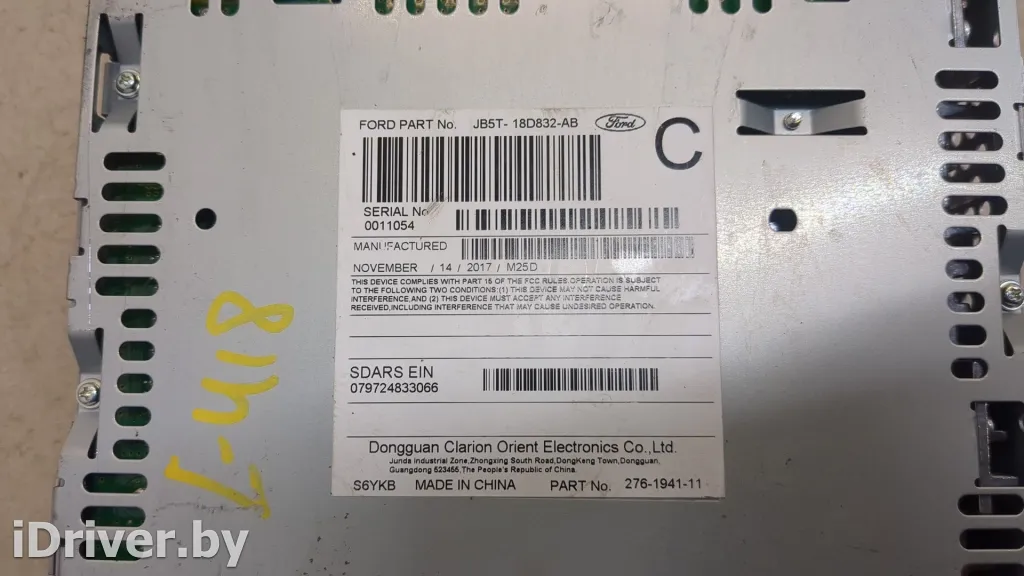 FORD PART No. JB5T-18D832-AB Ford
C
SERIAL No.
0011054
MANUFACTURED
NOVEMBER / 14 / 2017 / M25D
THIS DEVICE COMPLIES WITH PART 15 OF THE FCC RULES.OPERATION IS SUBJECT
TO THE FOLLOWING TWO CONDITIONS:(1) THIS DEVICE MAY NOT CAUSE HARMFUL
INTERFERENCE,AND (2) THIS DEVICE MUST ACCEPT ANY INTERFERENCE
RECEIVED,INCLUDING INTERFERENCE THAT MAY CAUSE UNDESIRED OPERATION.
SDARS EIN
079724833066
Dongguan Clarion Orient Electronics Co.,Ltd.
Junda Industrial Zone,Zhongxing South Road,DongKeng Town,Dongguan,
Guangdong 523455,The People's Republic of China.
S6YKB MADE IN CHINA PART No. 276-1941-11
I-418
iDriver.by